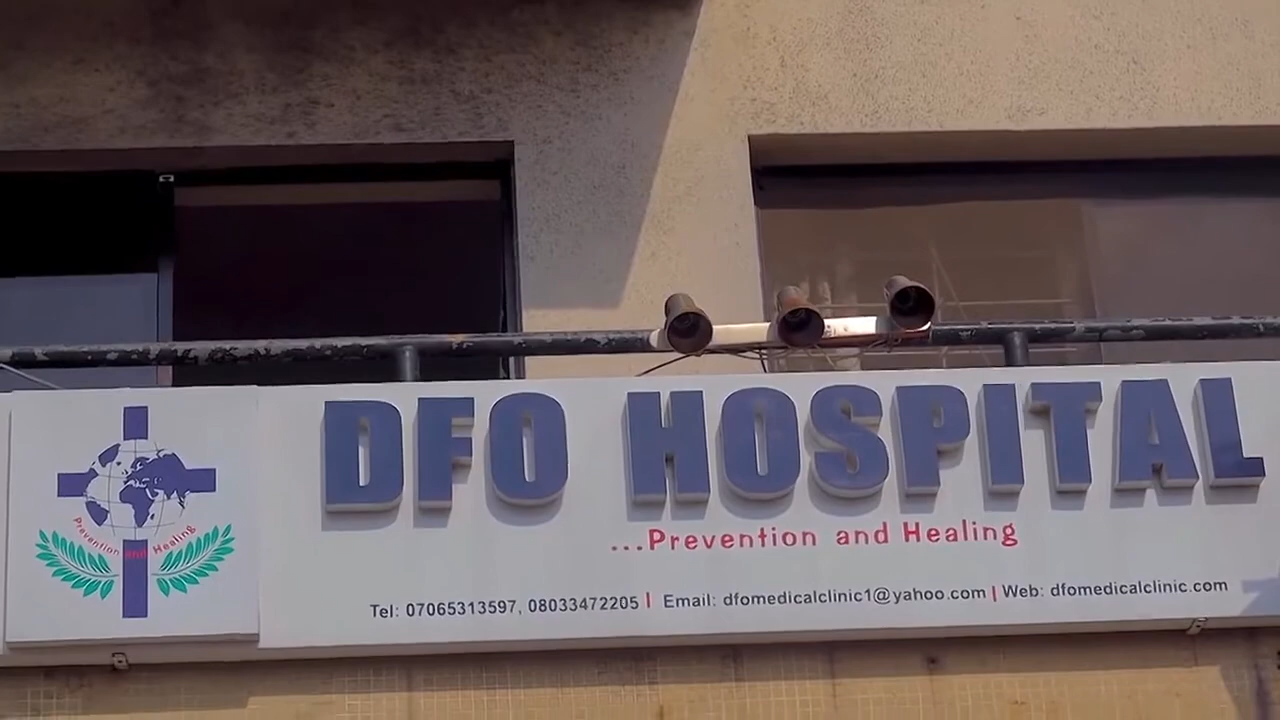 DFO HOSPITAL
...Prevention and Healing
Prevention and Healing
Tel: 07065313597, 08033472205 | Email: dfomedicalclinic1@yahoo.com | Web: dfomedicalclinic.com